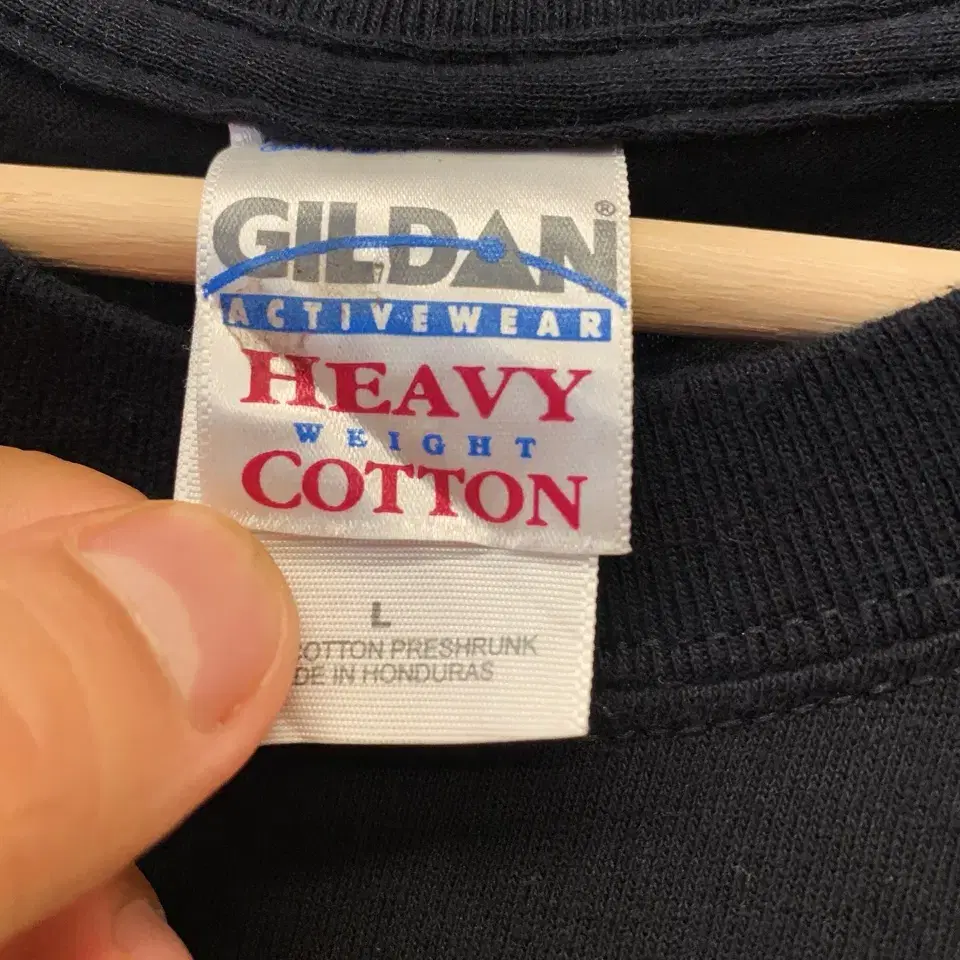 GILDAN®
ACTIVEWEAR
HEAVY
WEIGHT
COTTON
L
COTTON PRESHRUNK
DE IN HONDURAS